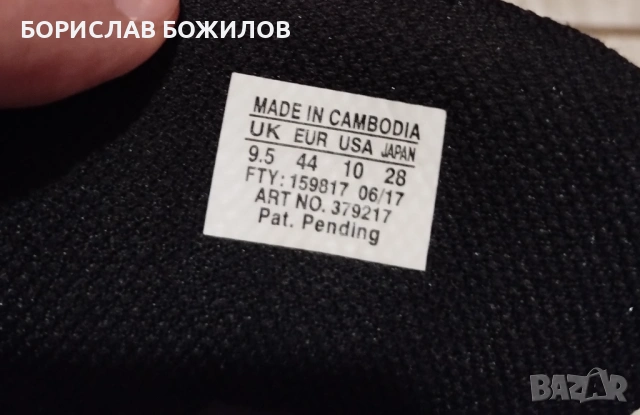 БОРИСЛАВ БОЖИЛОВ
MADE IN CAMBODIA
UK EUR USA JAPAN
9.5 44 10 28
FTY: 159817 06/17
ART NO. 379217
Pat. Pending
BAZAR